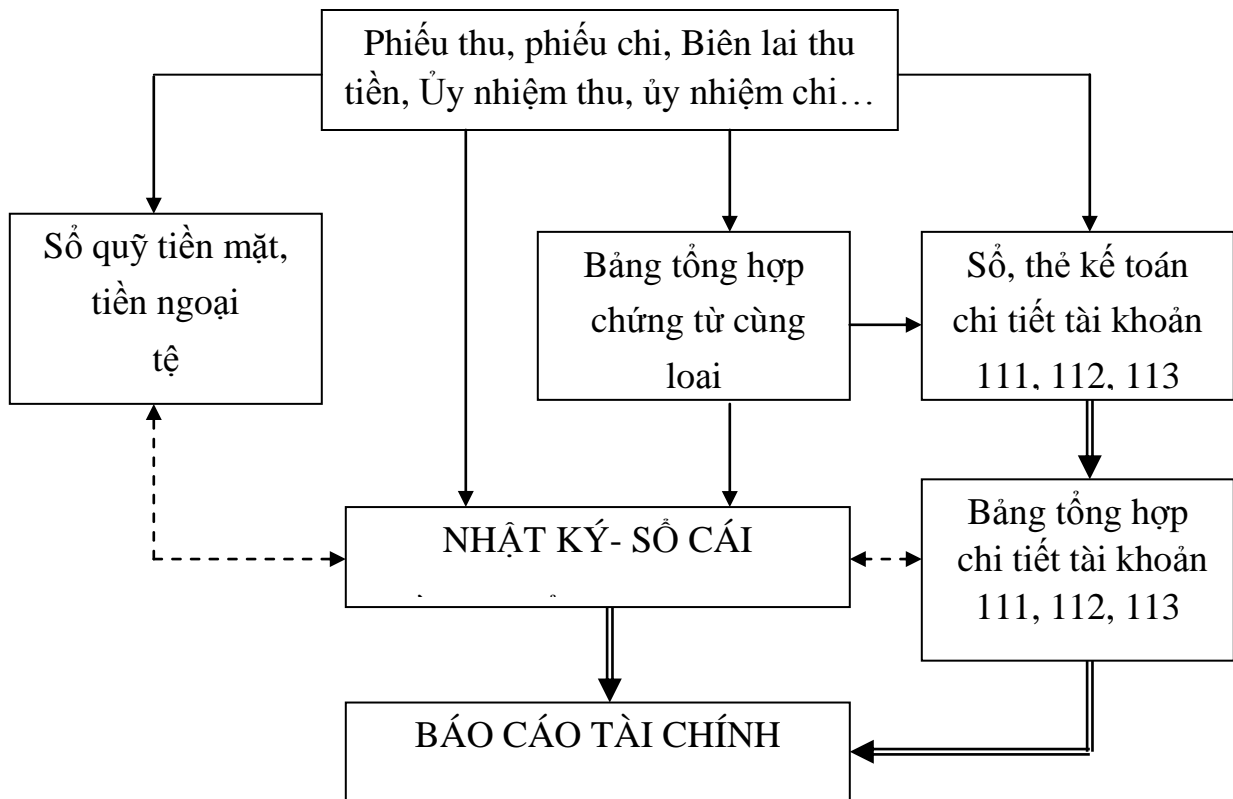 Phiếu thu, phiếu chi, Biên lai thu
tiền, Ủy nhiệm thu, ủy nhiệm chi…
Sổ quỹ tiền mặt,
tiền ngoại
tệ
Bảng tổng hợp
chứng từ cùng
loai
Sổ, thẻ kế toán
chi tiết tài khoản
111, 112, 113
NHẬT KÝ- SỔ CÁI
Bảng tổng hợp
chi tiết tài khoản
111, 112, 113
BÁO CÁO TÀI CHÍNH